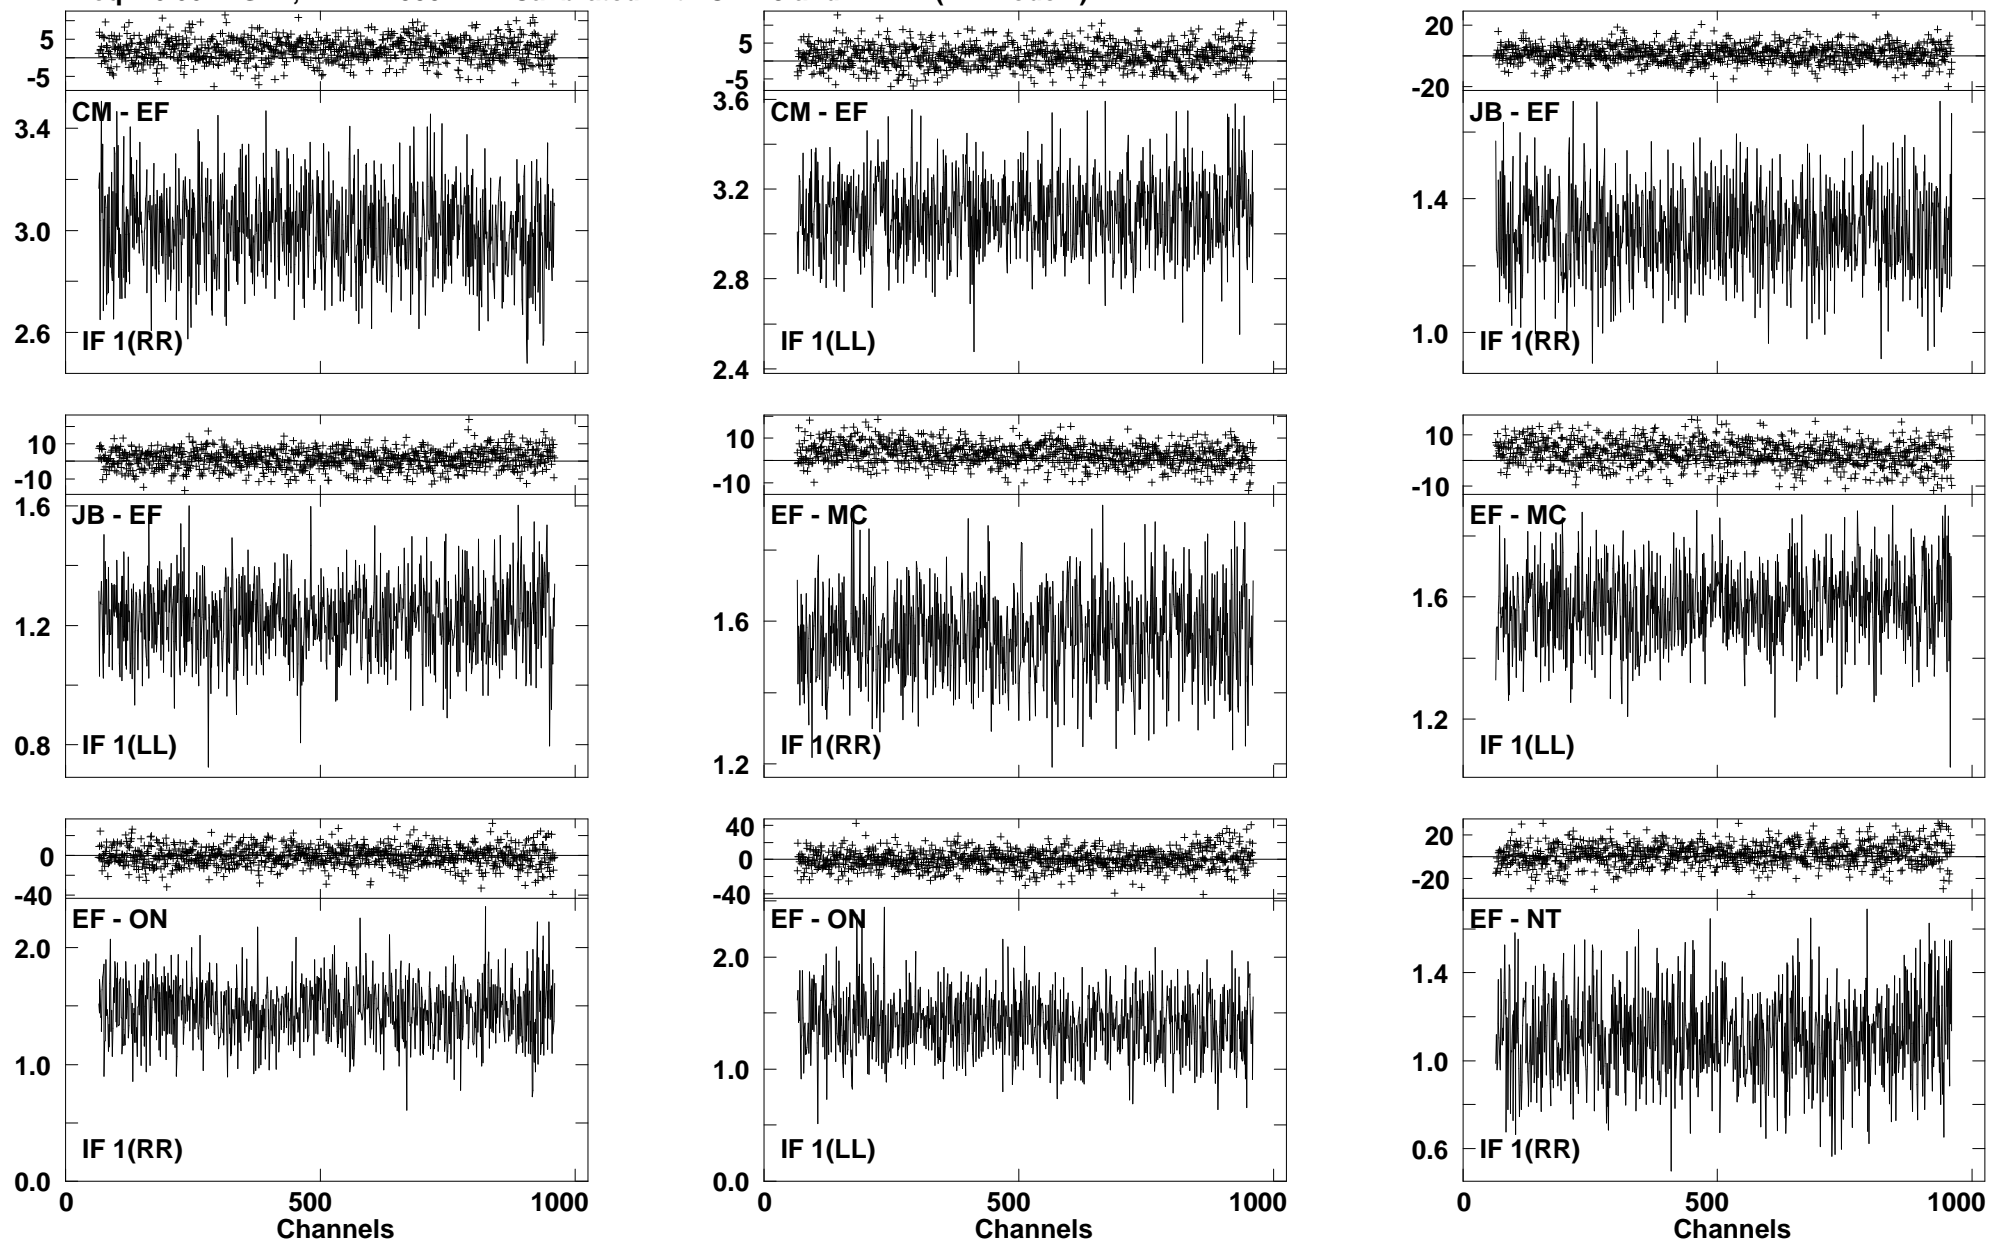 5
-5
CM - EF
3.4
3.0
2.6
IF 1(RR)
5
-5
3.6
CM - EF
3.2
2.8
2.4
IF 1(LL)
20
-20
JB - EF
1.4
1.0
IF 1(RR)
10
-10
1.6
JB - EF
1.2
0.8
IF 1(LL)
10
-10
EF - MC
1.6
1.2
IF 1(RR)
10
-10
EF - MC
1.6
1.2
IF 1(LL)
0
-40
EF - ON
2.0
1.0
0.0
IF 1(RR)
0 500 1000
Channels
40
0
-40
EF - ON
2.0
1.0
0.0
IF 1(LL)
0 500 1000
Channels
20
-20
EF - NT
1.4
1.0
0.6
IF 1(RR)
0 500 1000
Channels